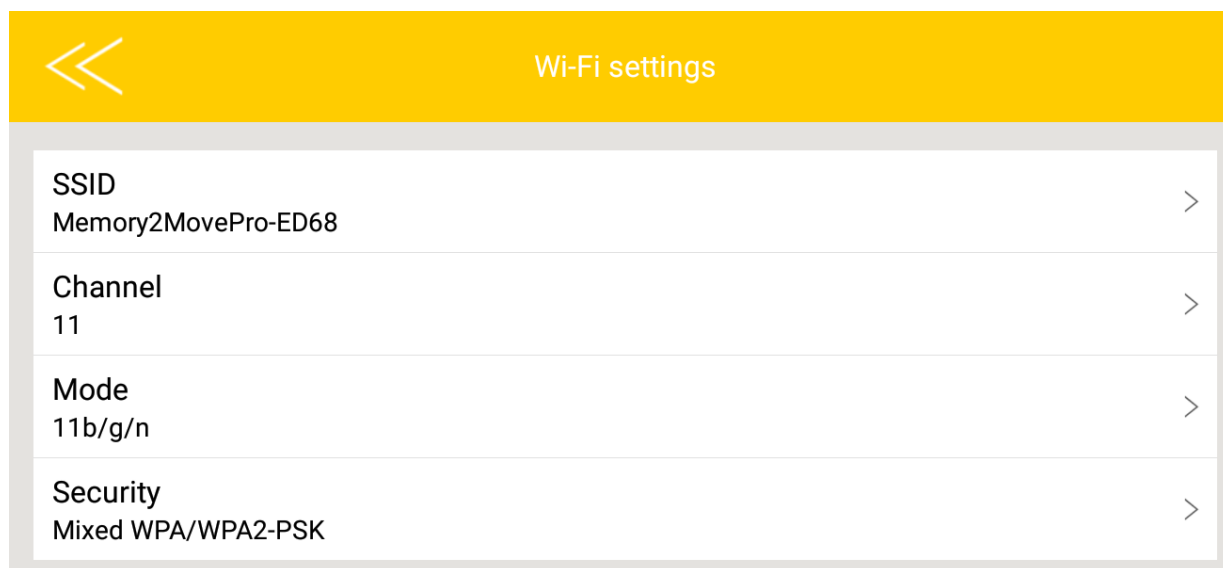 Wi-Fi settings
SSID
Memory2MovePro-ED68
Channel
11
Mode
11b/g/n
Security
Mixed WPA/WPA2-PSK